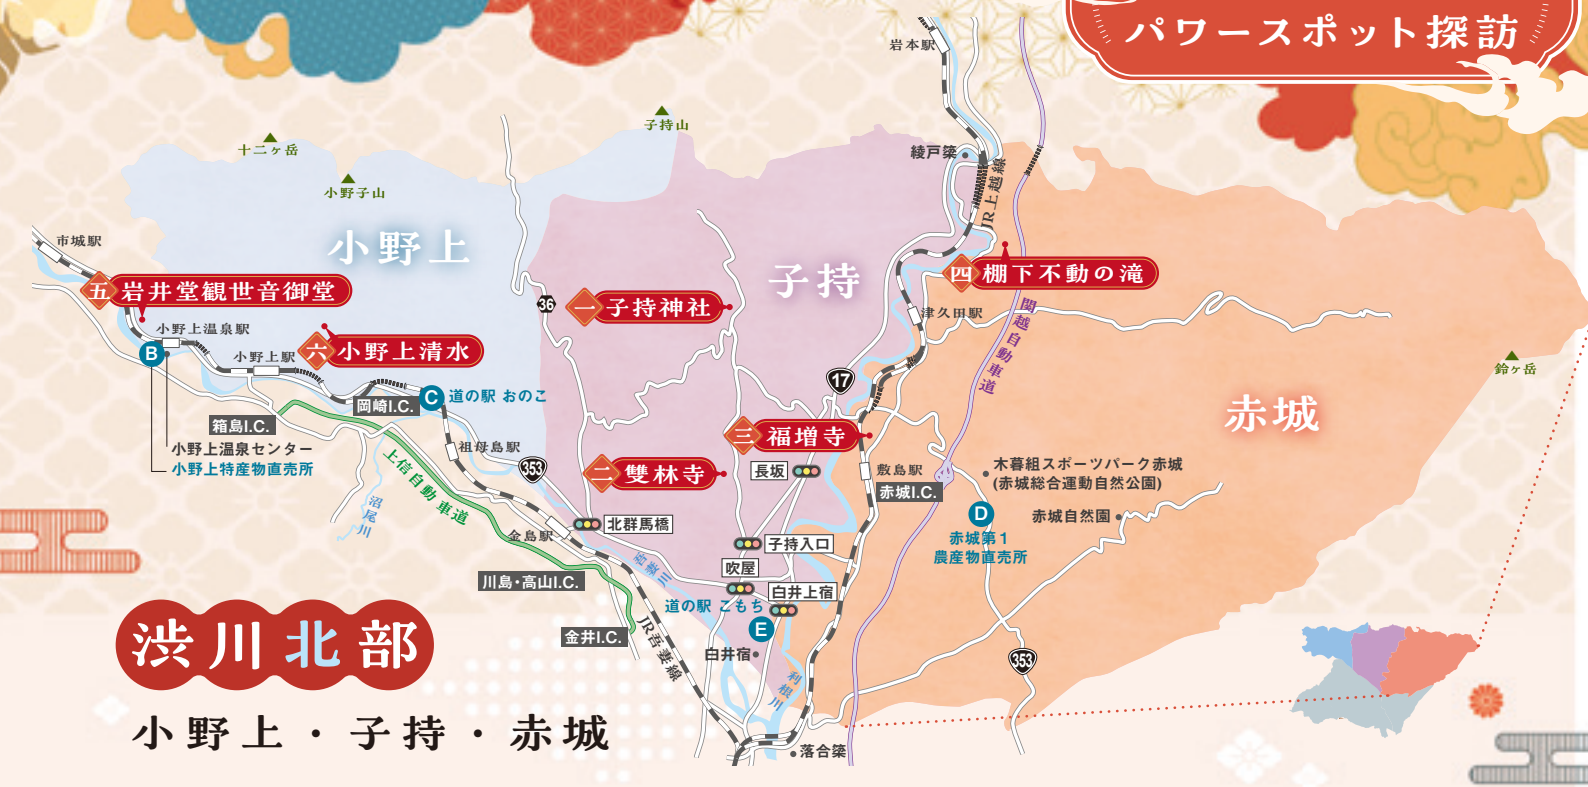 パワースポット探訪
岩本駅
子持山
十二ヶ岳
小野子山
綾戸簗
JR上越線
市城駅
小野上
子持
四 棚下不動の滝
五 岩井堂観世音御堂
36
一 子持神社
関越自動車道
津久田駅
小野上温泉駅
B
小野上駅
六 小野上清水
鈴ヶ岳
17
岡崎I.C.
C 道の駅 おのこ
赤城
箱島I.C.
三 福増寺
小野上温泉センター
小野上特産物直売所
祖母島駅
353
上信自動車道
二 雙林寺
長坂
敷島駅
赤城I.C.
木暮組スポーツパーク赤城
(赤城総合運動自然公園)
沼尾川
D
赤城第1
農産物直売所
赤城自然園
金島駅
北群馬橋
子持入口
吾妻川
吹屋
川島・高山I.C.
白井上宿
道の駅 こもち
E
金井I.C.
JR吾妻線
白井宿
353
利根川
渋川北部
小野上・子持・赤城
落合簗